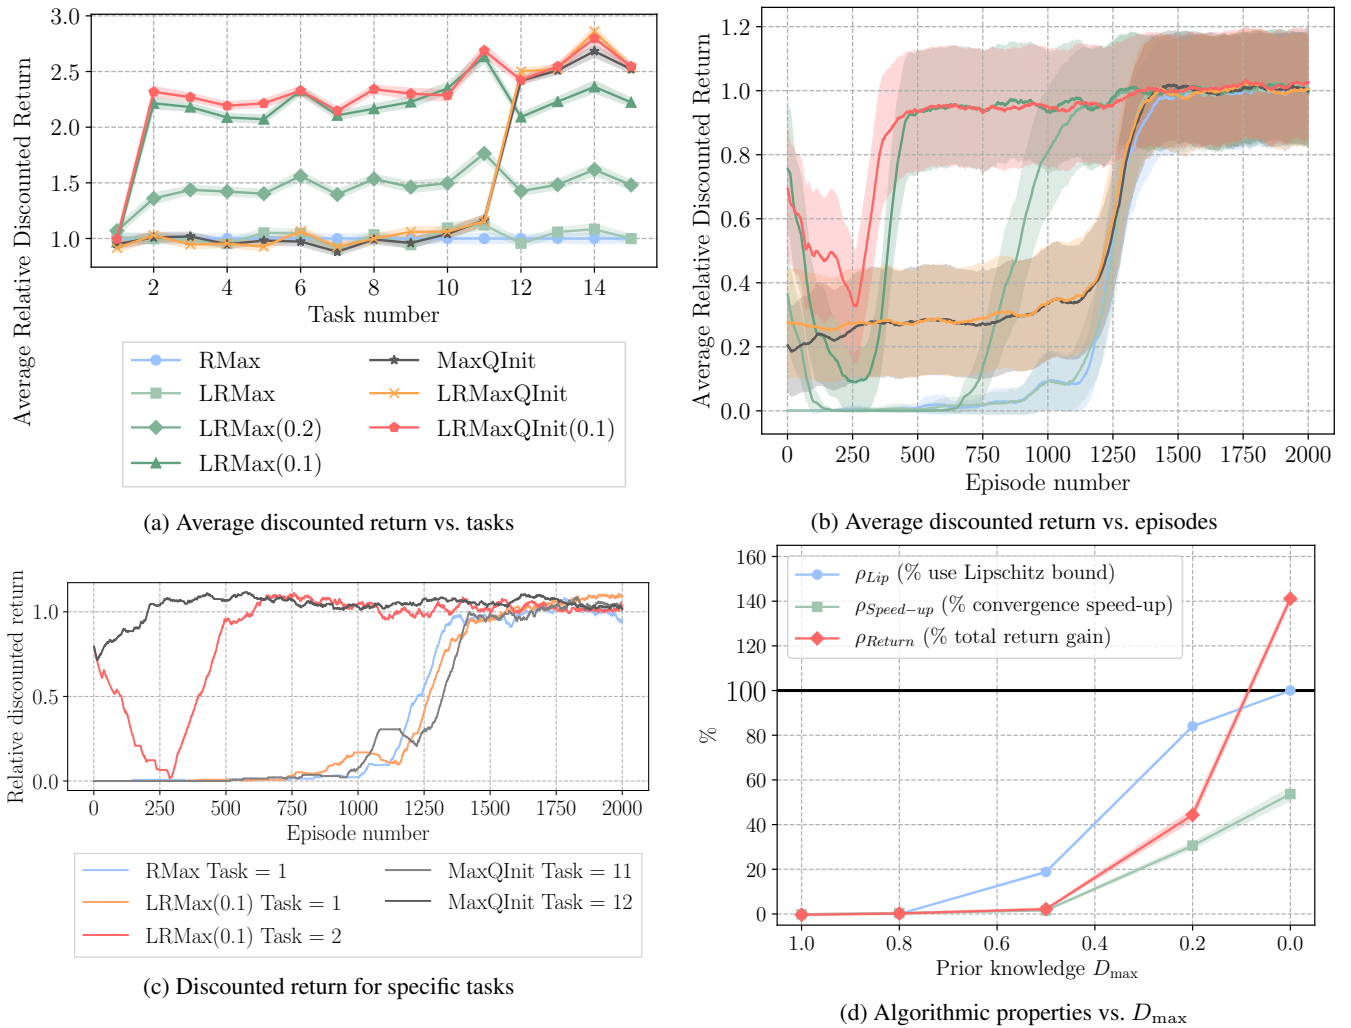 3.0
2.5
2.0
1.5
1.0
Average Relative Discounted Return
2 4 6 8 10 12 14
Task number
RMax
LRMax
LRMax(0.2)
LRMax(0.1)
MaxQInit
LRMaxQInit
LRMaxQInit(0.1)
(a) Average discounted return vs. tasks
1.2
1.0
0.8
0.6
0.4
0.2
0.0
Average Relative Discounted Return
0 250 500 750 1000 1250 1500 1750 2000
Episode number
(b) Average discounted return vs. episodes
1.0
0.5
0.0
Relative discounted return
0 250 500 750 1000 1250 1500 1750 2000
Episode number
RMax Task = 1
LRMax(0.1) Task = 1
LRMax(0.1) Task = 2
MaxQInit Task = 11
MaxQInit Task = 12
(c) Discounted return for specific tasks
160
140
120
100
80
60
40
20
0
%
ρ_Lip (% use Lipschitz bound)
ρ_Speed−up (% convergence speed-up)
ρ_Return (% total return gain)
1.0 0.8 0.6 0.4 0.2 0.0
Prior knowledge D_max
(d) Algorithmic properties vs. D_max